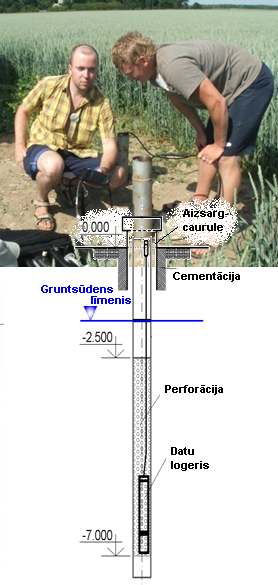 Aizsarg-
caurule
0.000
Cementācija
Gruntsūdens
līmenis
-2.500
Perforācija
Datu
logeris
-7.000